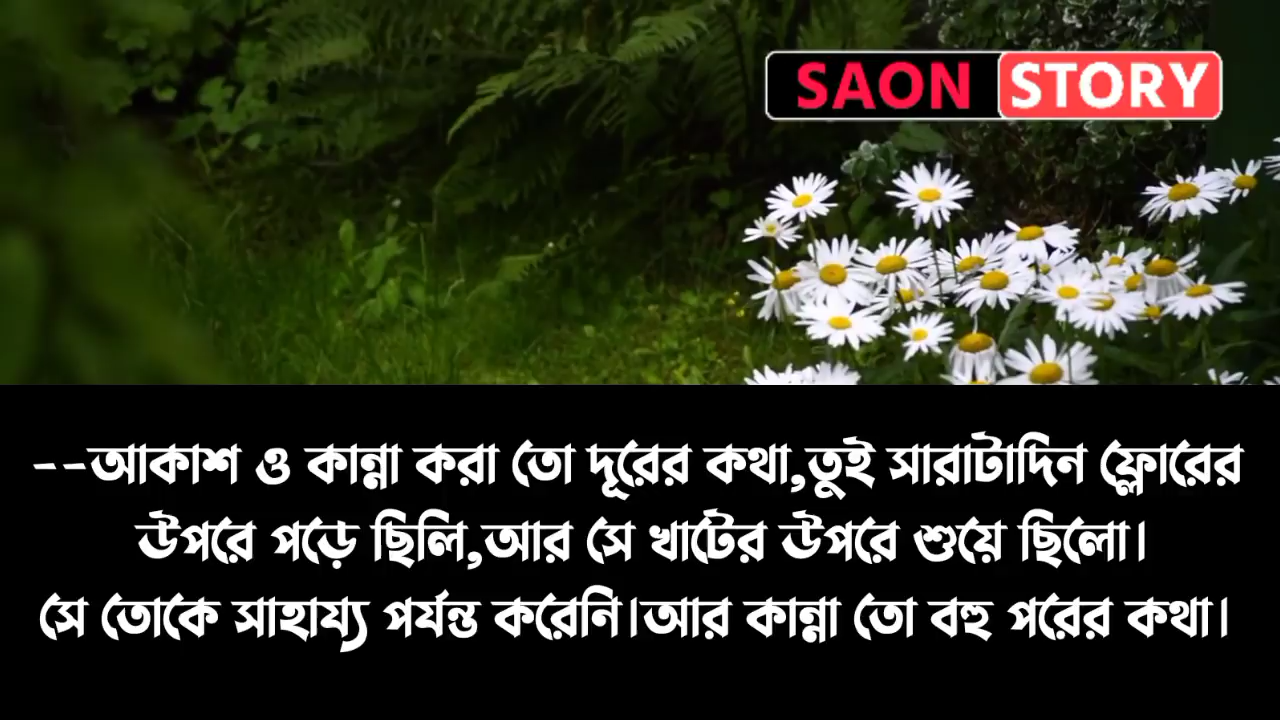 SAON STORY
--আকাশ ও কান্না করা তো দূরের কথা,তুই সারাটাদিন ফ্লোরের
উপরে পড়ে ছিলি,আর সে খাটের উপরে শুয়ে ছিলো।
সে তোকে সাহায্য পর্যন্ত করেনি।আর কান্না তো বহু পরের কথা।